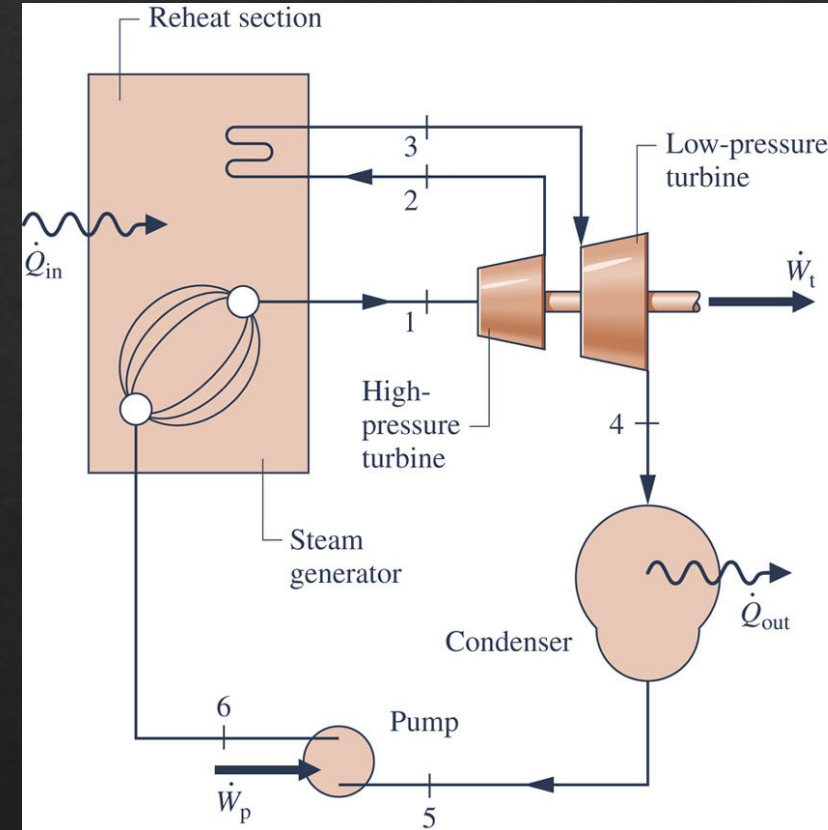 Reheat section
3
Low-pressure
turbine
2
Q̇in
Ẇt
1
High-
pressure
turbine
4
Steam
generator
Q̇out
Condenser
6
Pump
Ẇp
5